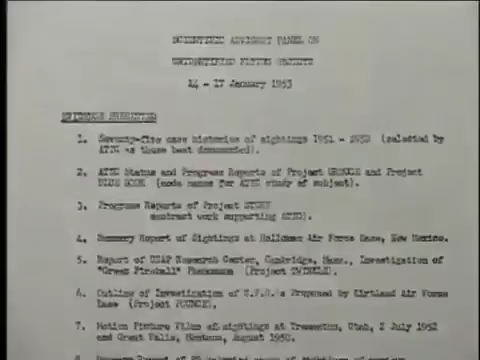 SCIENTIFIC ADVISORY PANEL ON
UNIDENTIFIED FLYING OBJECTS
14 - 17 January 1953
EVIDENCE PRESENTED
1. Seventy-five case histories of sightings 1951 - 1952 (selected by
ATIC as those best documented).
2. ATIC Status and Progress Reports of Project GRUDGE and Project
BLUE BOOK (code names for ATIC study of subject).
3. Progress Reports of Project STORK
contract work supporting ATIC).
4. Summary Report of Sightings at Holloman Air Force Base, New Mexico.
5. Report of USAF Research Center, Cambridge, Mass., Investigation of
"Green Fireball" Phenomena (Project TWINKLE).
6. Outline of Investigation of U.F.O.'s Proposed by Kirtland Air Force
Base (Project POUNCE).
7. Motion Picture Films of sightings at Tremonton, Utah, 2 July 1952
and Great Falls, Montana, August 1950.
8. Summary Report of